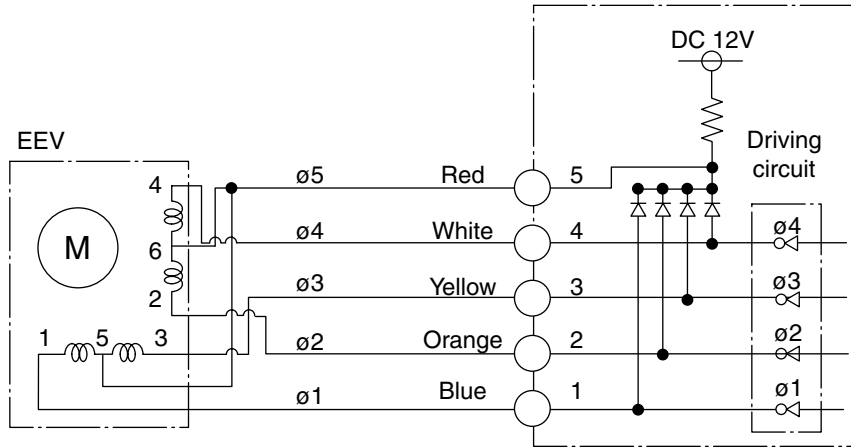 DC 12V
EEV
Driving
circuit
4
ø5
Red
5
M
6
ø4
White
4
ø4
2
ø3
Yellow
3
ø3
1
5
3
ø2
Orange
2
ø2
ø1
Blue
1
ø1